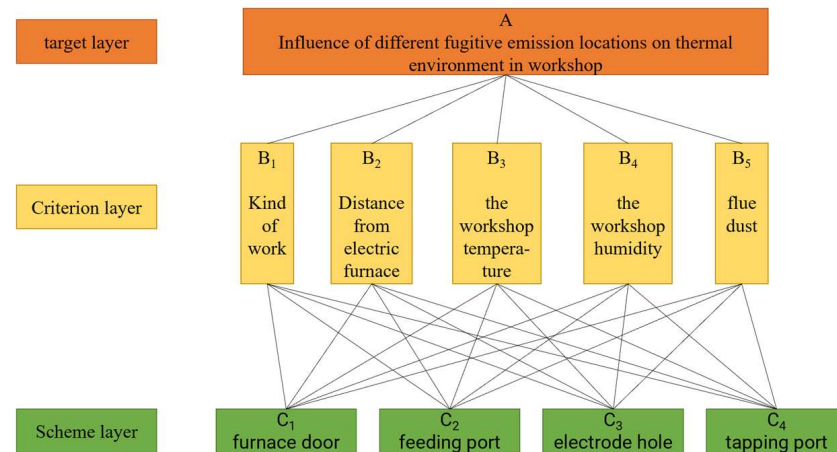 target layer
A
Influence of different fugitive emission locations on thermal
environment in workshop
Criterion layer
B₁
Kind
of
work
B₂
Distance
from
electric
furnace
B₃
the
workshop
tempera-
ture
B₄
the
workshop
humidity
B₅
flue
dust
Scheme layer
C₁
furnace door
C₂
feeding port
C₃
electrode hole
C₄
tapping port